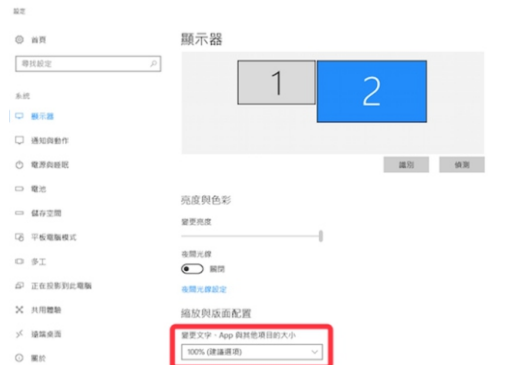 設定
首頁
尋找設定
系統
顯示器
通知與動作
電源與睡眠
電池
儲存空間
平板電腦模式
多工
正在投影到此電腦
共用體驗
遠端桌面
關於
顯示器
1
2
識別
偵測
亮度與色彩
變更亮度
夜間光線
關閉
夜間光線設定
縮放與版面配置
變更文字、App 與其他項目的大小
100% (建議選項)